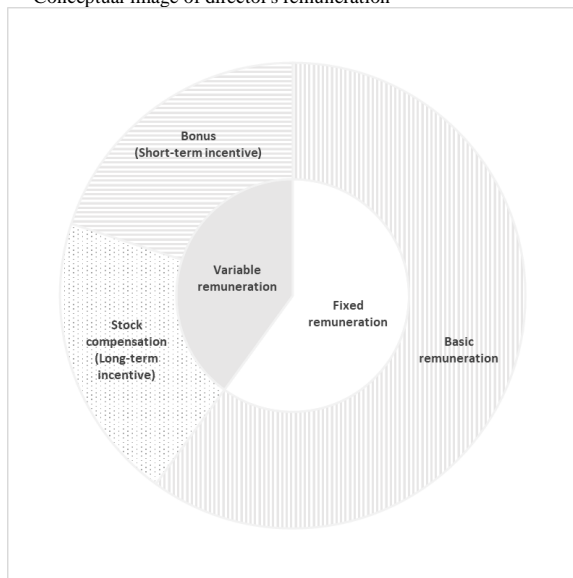 Conceptual image of director's remuneration
Bonus
(Short-term incentive)
Variable
remuneration
Fixed
remuneration
Stock
compensation
(Long-term
incentive)
Basic
remuneration